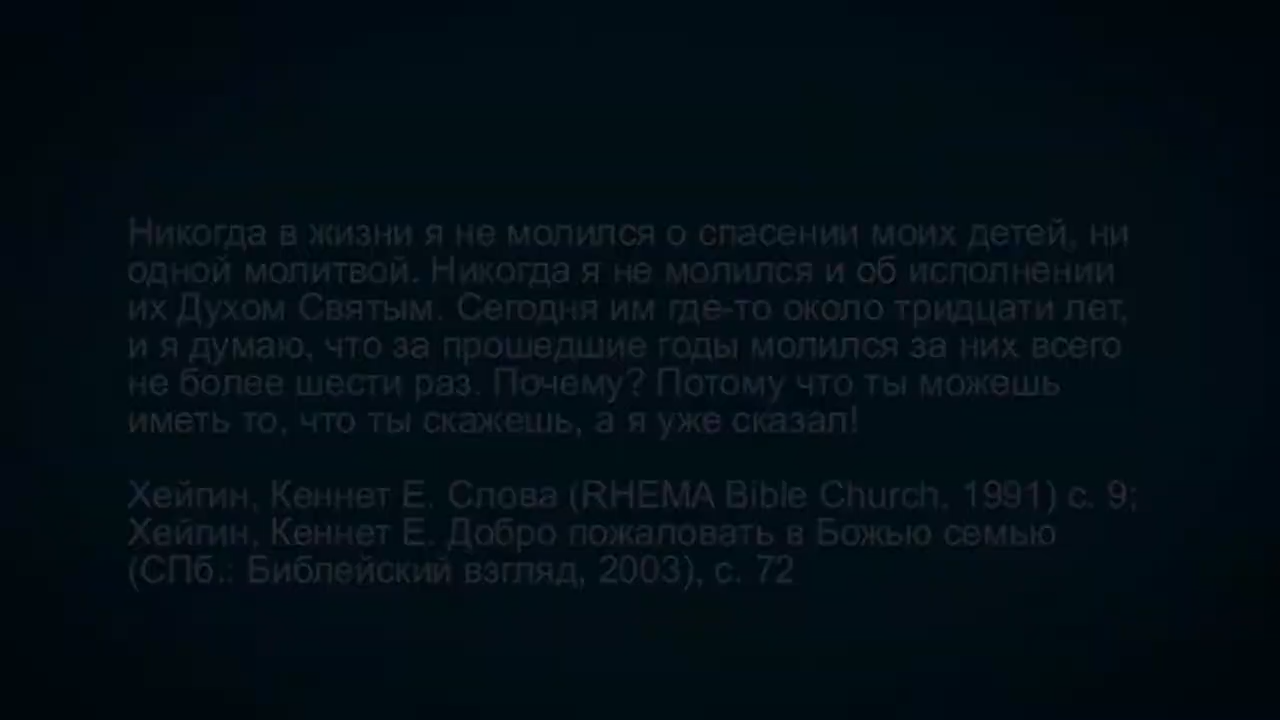 Никогда в жизни я не молился о спасении моих детей, ни
одной молитвой. Никогда я не молился и об исполнении
их Духом Святым. Сегодня им где-то около тридцати лет,
и я думаю, что за прошедшие годы молился за них всего
не более шести раз. Почему? Потому что ты можешь
иметь то, что ты скажешь, а я уже сказал!
Хейгин, Кеннет Е. Слова (RHEMA Bible Church, 1991) с. 9;
Хейгин, Кеннет Е. Добро пожаловать в Божью семью
(СПб.: Библейский взгляд, 2003), с. 72